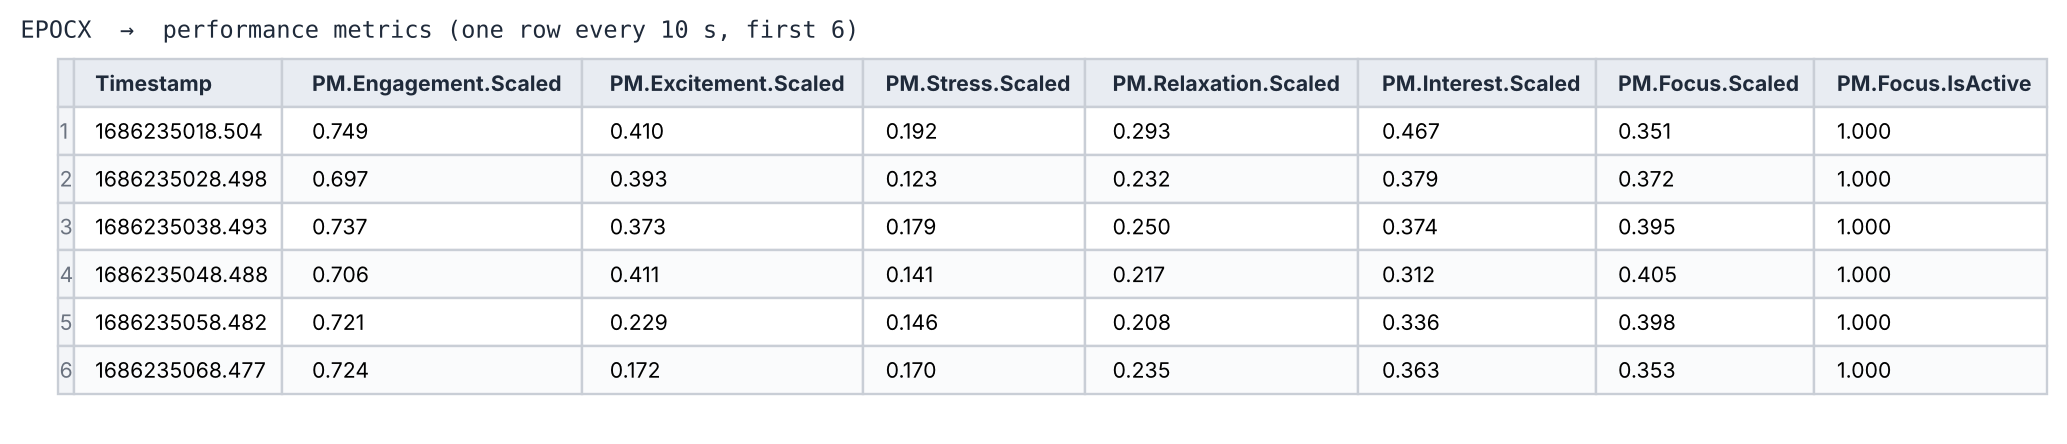 EPOCX → performance metrics (one row every 10 s, first 6)
Timestamp PM.Engagement.Scaled PM.Excitement.Scaled PM.Stress.Scaled PM.Relaxation.Scaled PM.Interest.Scaled PM.Focus.Scaled PM.Focus.IsActive
1 1686235018.504 0.749 0.410 0.192 0.293 0.467 0.351 1.000
2 1686235028.498 0.697 0.393 0.123 0.232 0.379 0.372 1.000
3 1686235038.493 0.737 0.373 0.179 0.250 0.374 0.395 1.000
4 1686235048.488 0.706 0.411 0.141 0.217 0.312 0.405 1.000
5 1686235058.482 0.721 0.229 0.146 0.208 0.336 0.398 1.000
6 1686235068.477 0.724 0.172 0.170 0.235 0.363 0.353 1.000